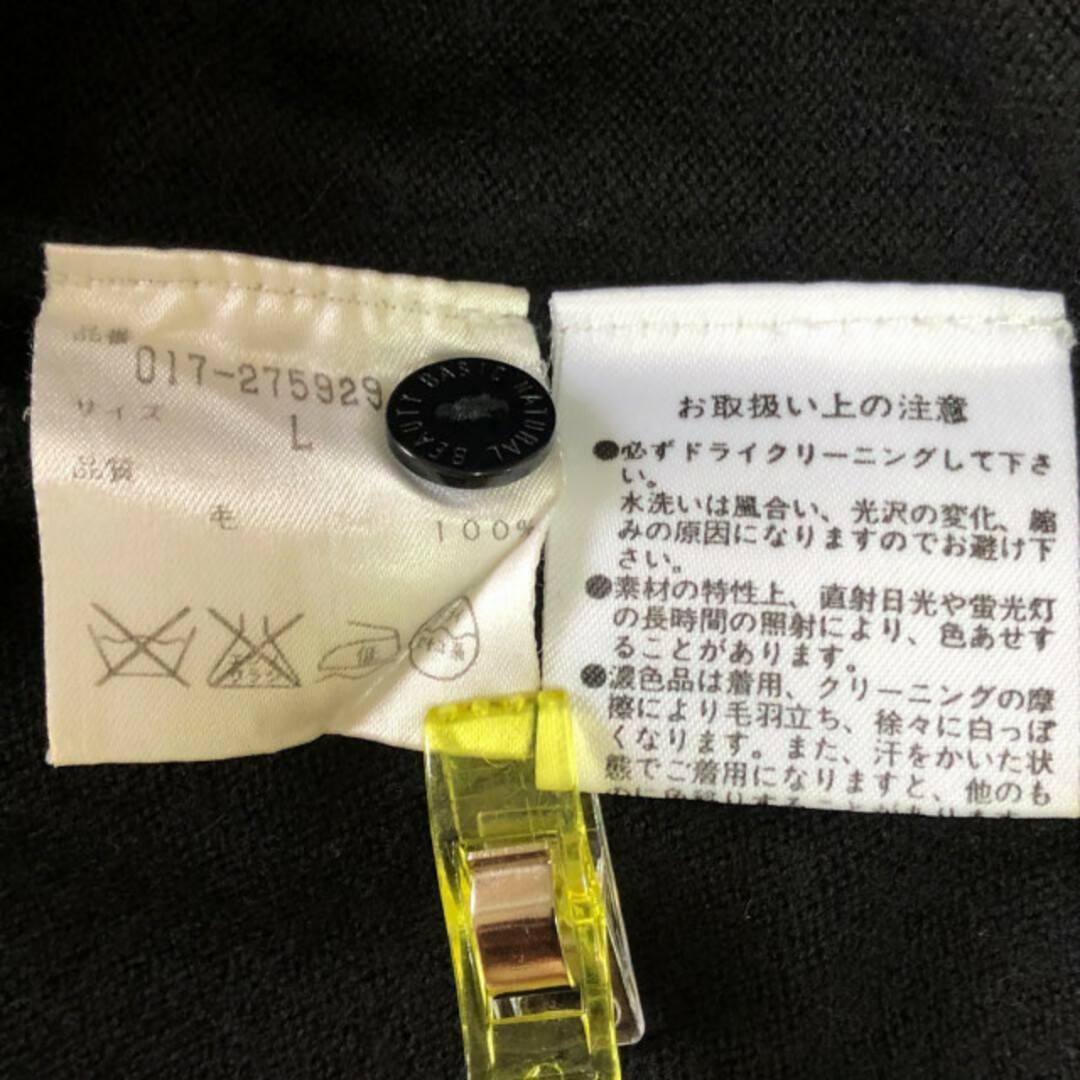 品番
017-275929
サイズ
L
品質
毛 100%
低
BASIC NATURAL BEAUTY
お取扱い上の注意
●必ずドライクリーニングして下さ
い。
水洗いは風合い、光沢の変化、縮
みの原因になりますのでお避け下
さい。
●素材の特性上、直射日光や蛍光灯
の長時間の照射により、色あせす
ることがあります。
●濃色品は着用、クリーニングの摩
擦により毛羽立ち、徐々に白っぽ
くなります。また、汗をかいた状
態でご着用になりますと、他のも